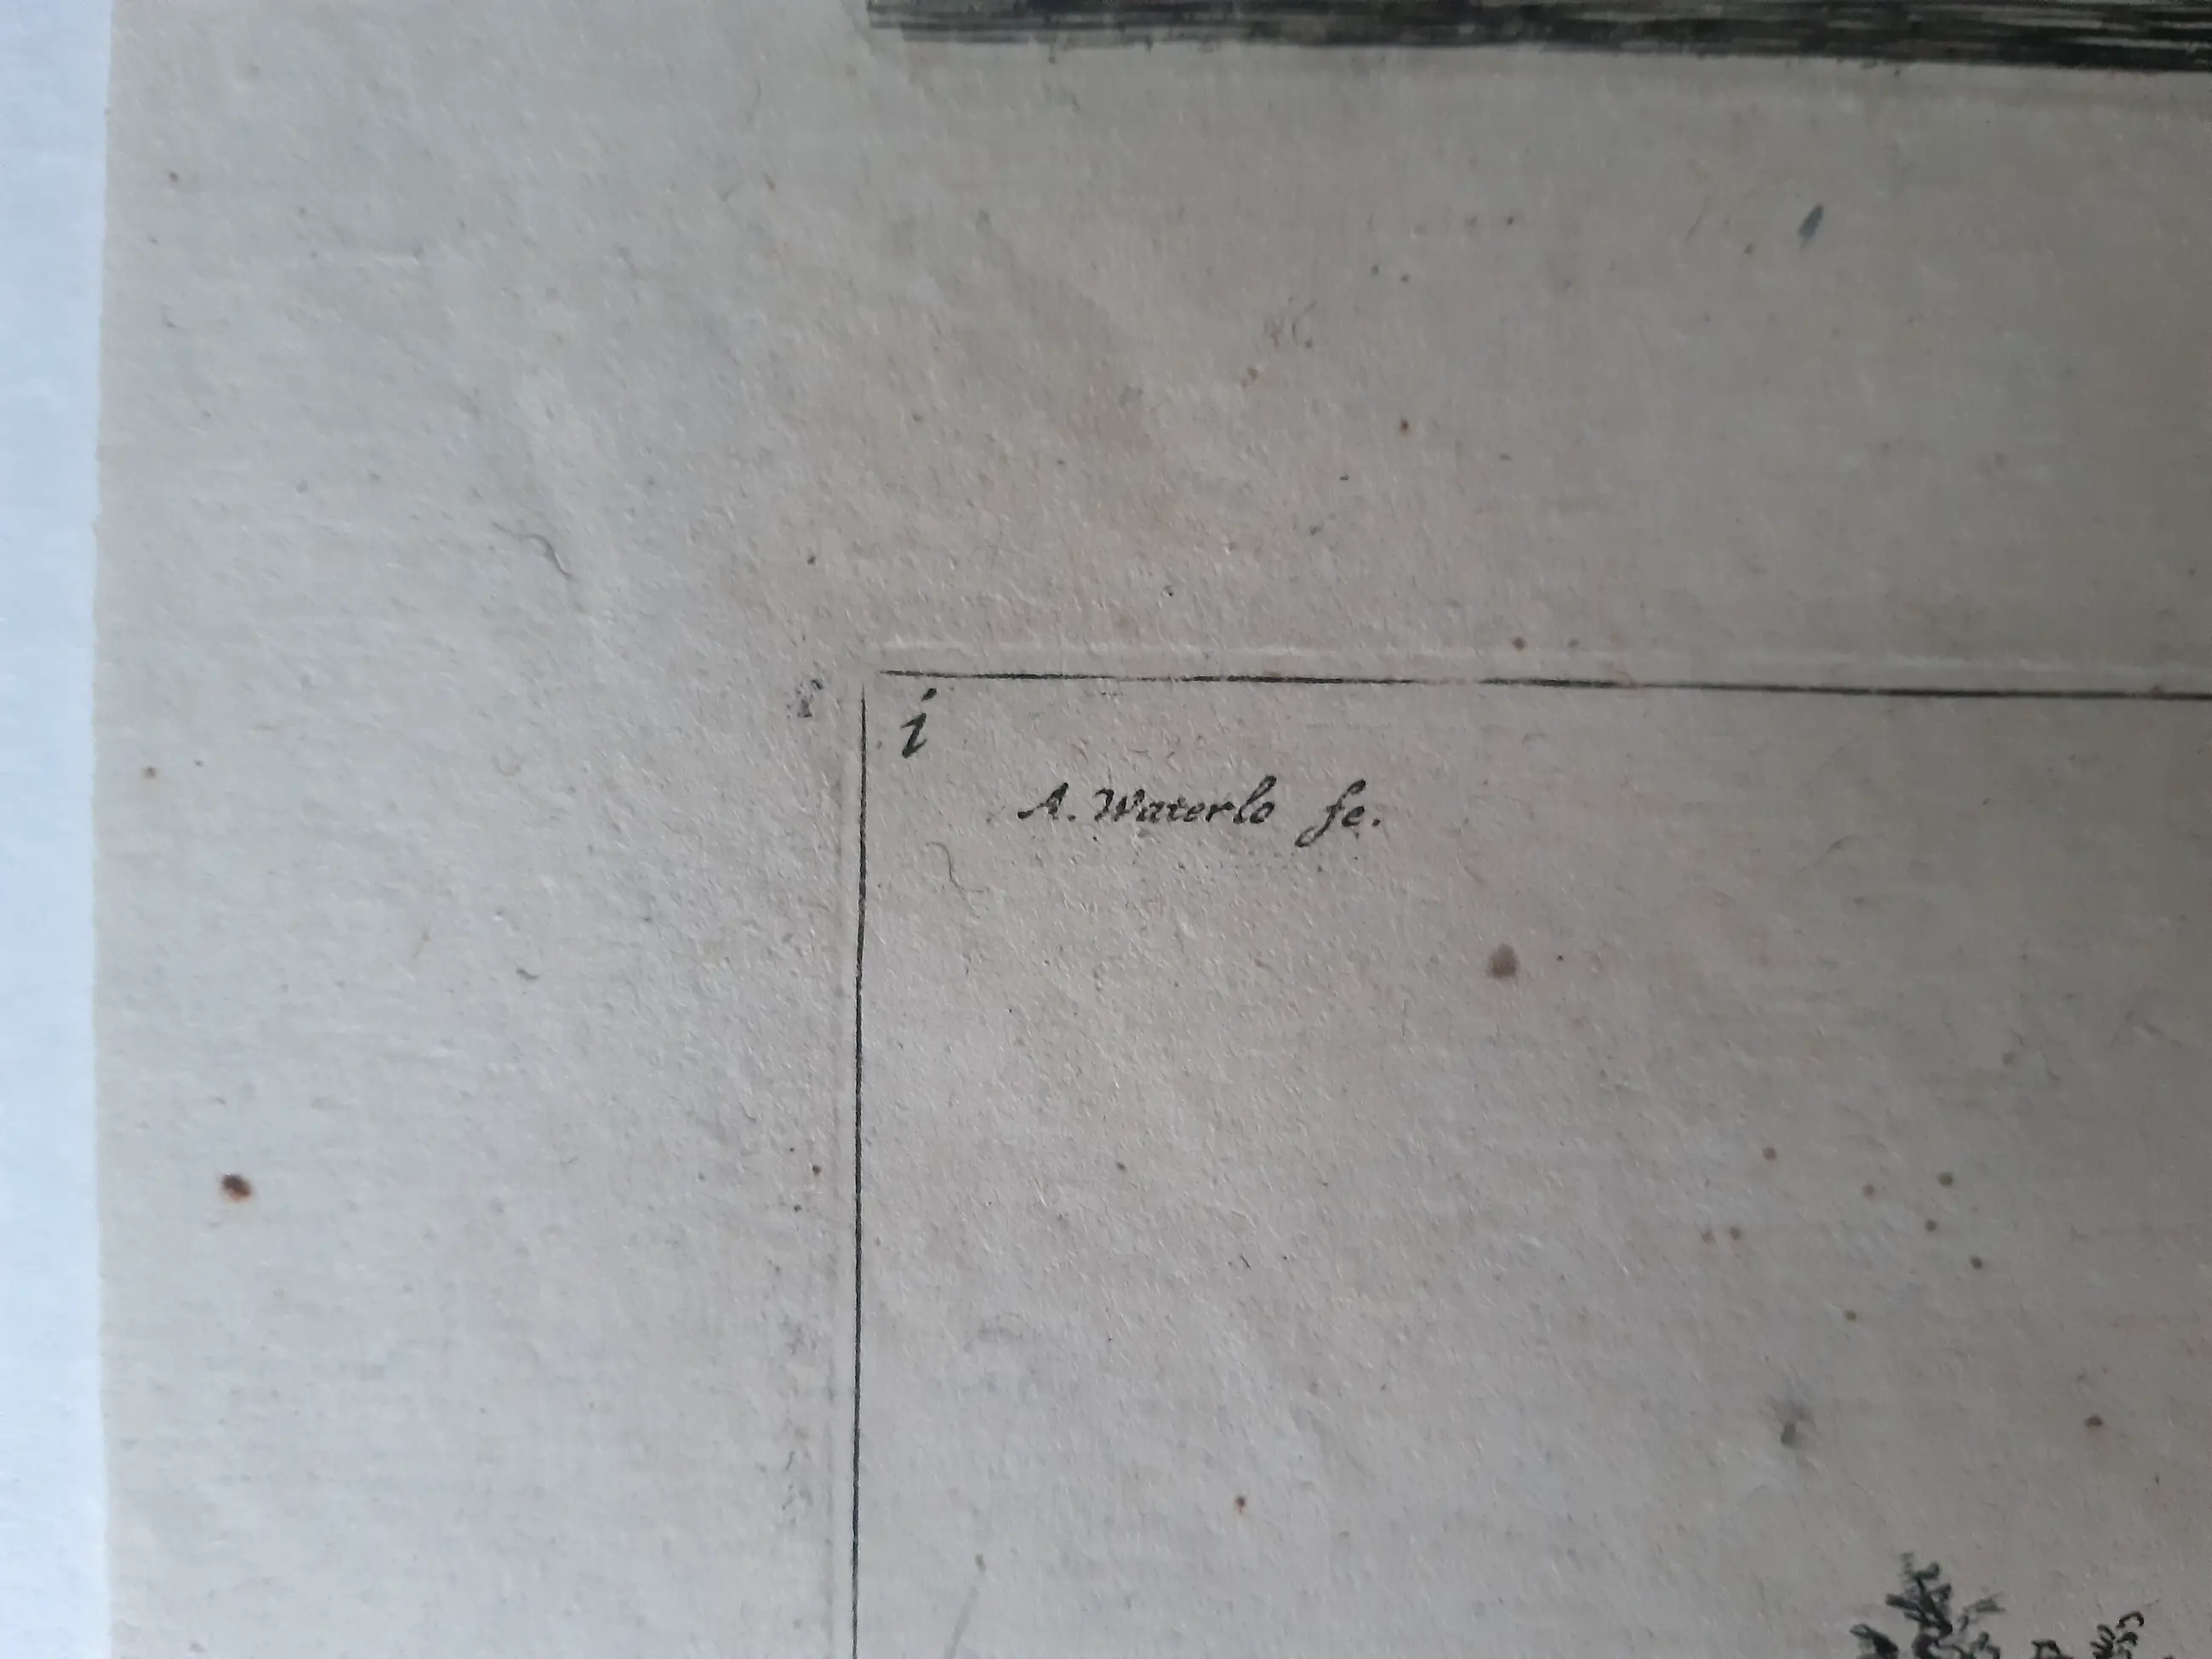 i
A. Waterlo fe.